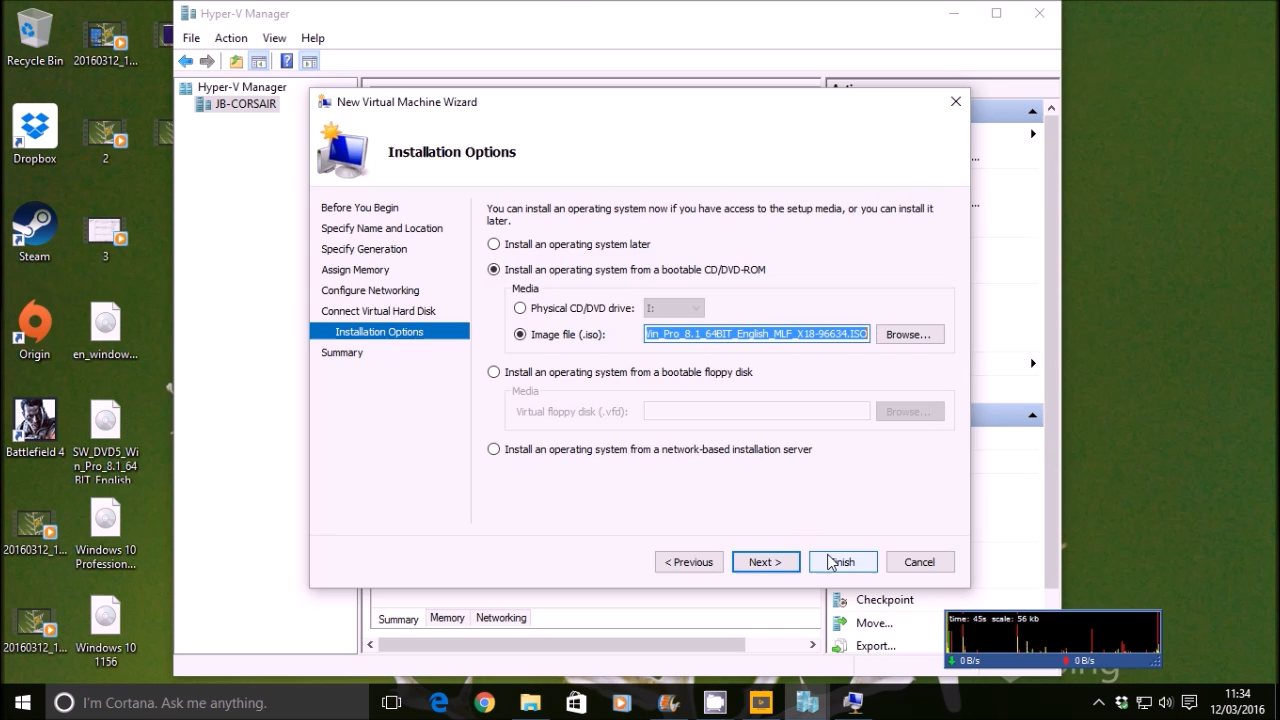 Hyper-V Manager
File Action View Help
Hyper-V Manager
JB-CORSAIR
New Virtual Machine Wizard
Installation Options
Before You Begin
Specify Name and Location
Specify Generation
Assign Memory
Configure Networking
Connect Virtual Hard Disk
Installation Options
Summary
You can install an operating system now if you have access to the setup media, or you can install it
later.
Install an operating system later
Install an operating system from a bootable CD/DVD-ROM
Media
Physical CD/DVD drive: I:
Image file (.iso): Win_Pro_8.1_64BIT_English_MLF_X18-96634.ISO Browse...
Install an operating system from a bootable floppy disk
Media
Virtual floppy disk (.vfd): Browse...
Install an operating system from a network-based installation server
< Previous Next > Finish Cancel
Summary Memory Networking
Checkpoint
Move...
Export...
time: 45s scale: 56 kb
0 B/s 0 B/s
Recycle Bin
20160312_1...
Dropbox
2
Steam
3
Origin
en_window...
Battlefield 4
SW_DVD5_Wi
n_Pro_8.1_64
BIT_English
20160312_1...
Windows 10
Profession...
20160312_1...
Windows 10
1156
I'm Cortana. Ask me anything.
11:34
12/03/2016